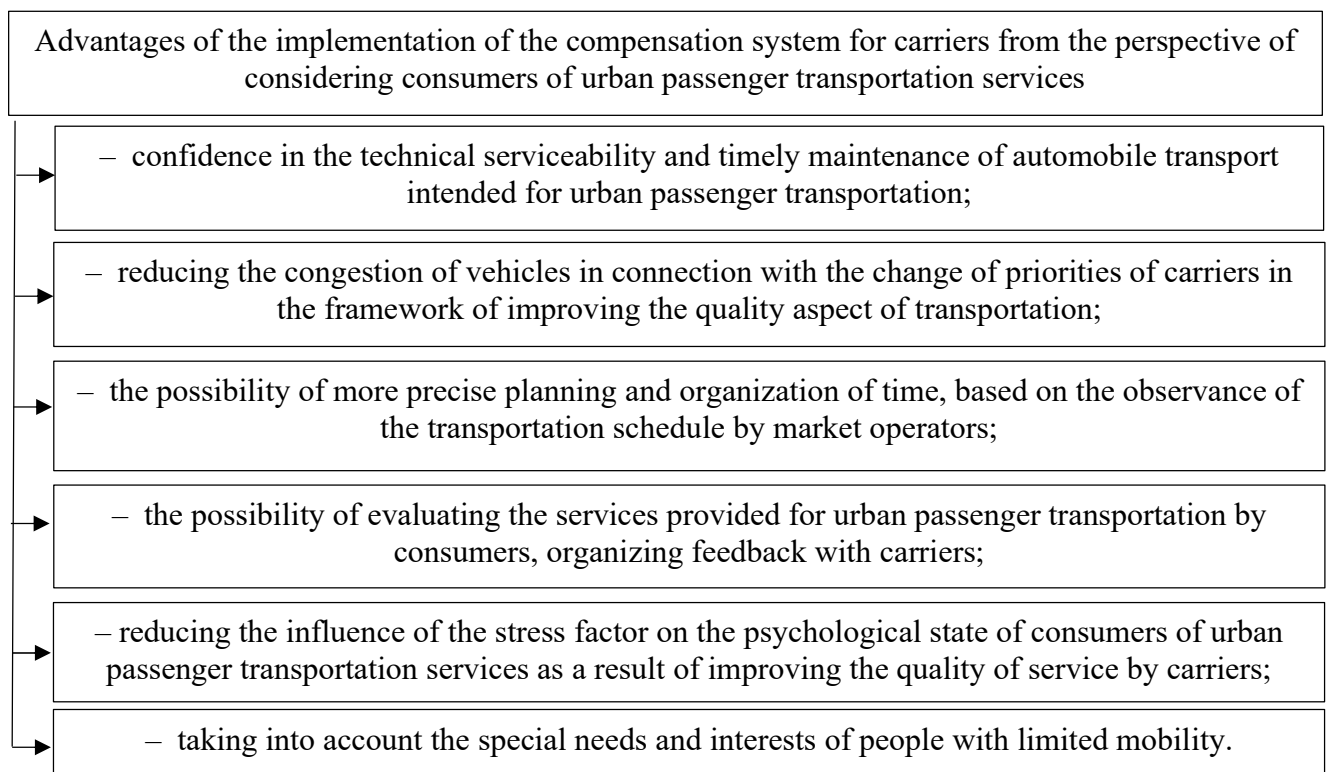 Advantages of the implementation of the compensation system for carriers from the perspective of
considering consumers of urban passenger transportation services
– confidence in the technical serviceability and timely maintenance of automobile transport
intended for urban passenger transportation;
– reducing the congestion of vehicles in connection with the change of priorities of carriers in
the framework of improving the quality aspect of transportation;
– the possibility of more precise planning and organization of time, based on the observance of
the transportation schedule by market operators;
– the possibility of evaluating the services provided for urban passenger transportation by
consumers, organizing feedback with carriers;
– reducing the influence of the stress factor on the psychological state of consumers of urban
passenger transportation services as a result of improving the quality of service by carriers;
– taking into account the special needs and interests of people with limited mobility.